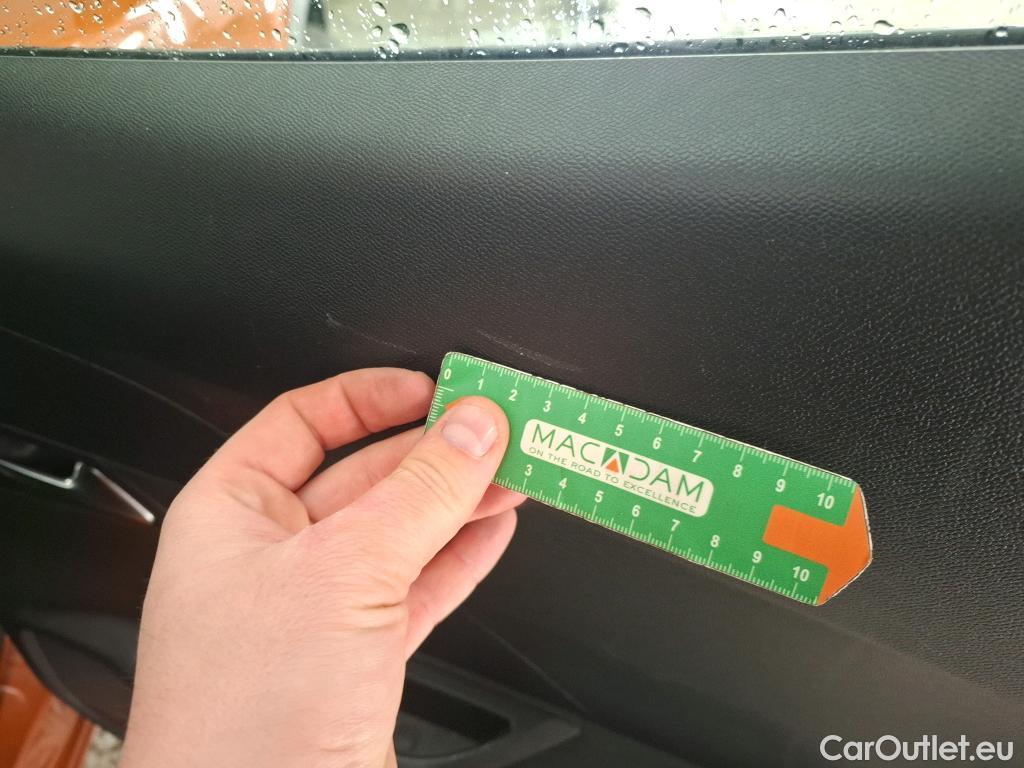 0 1 2 3 4 5 6 7 8 9 10
MACADAM
ON THE ROAD TO EXCELLENCE
3 4 5 6 7 8 9 10
CarOutlet.eu